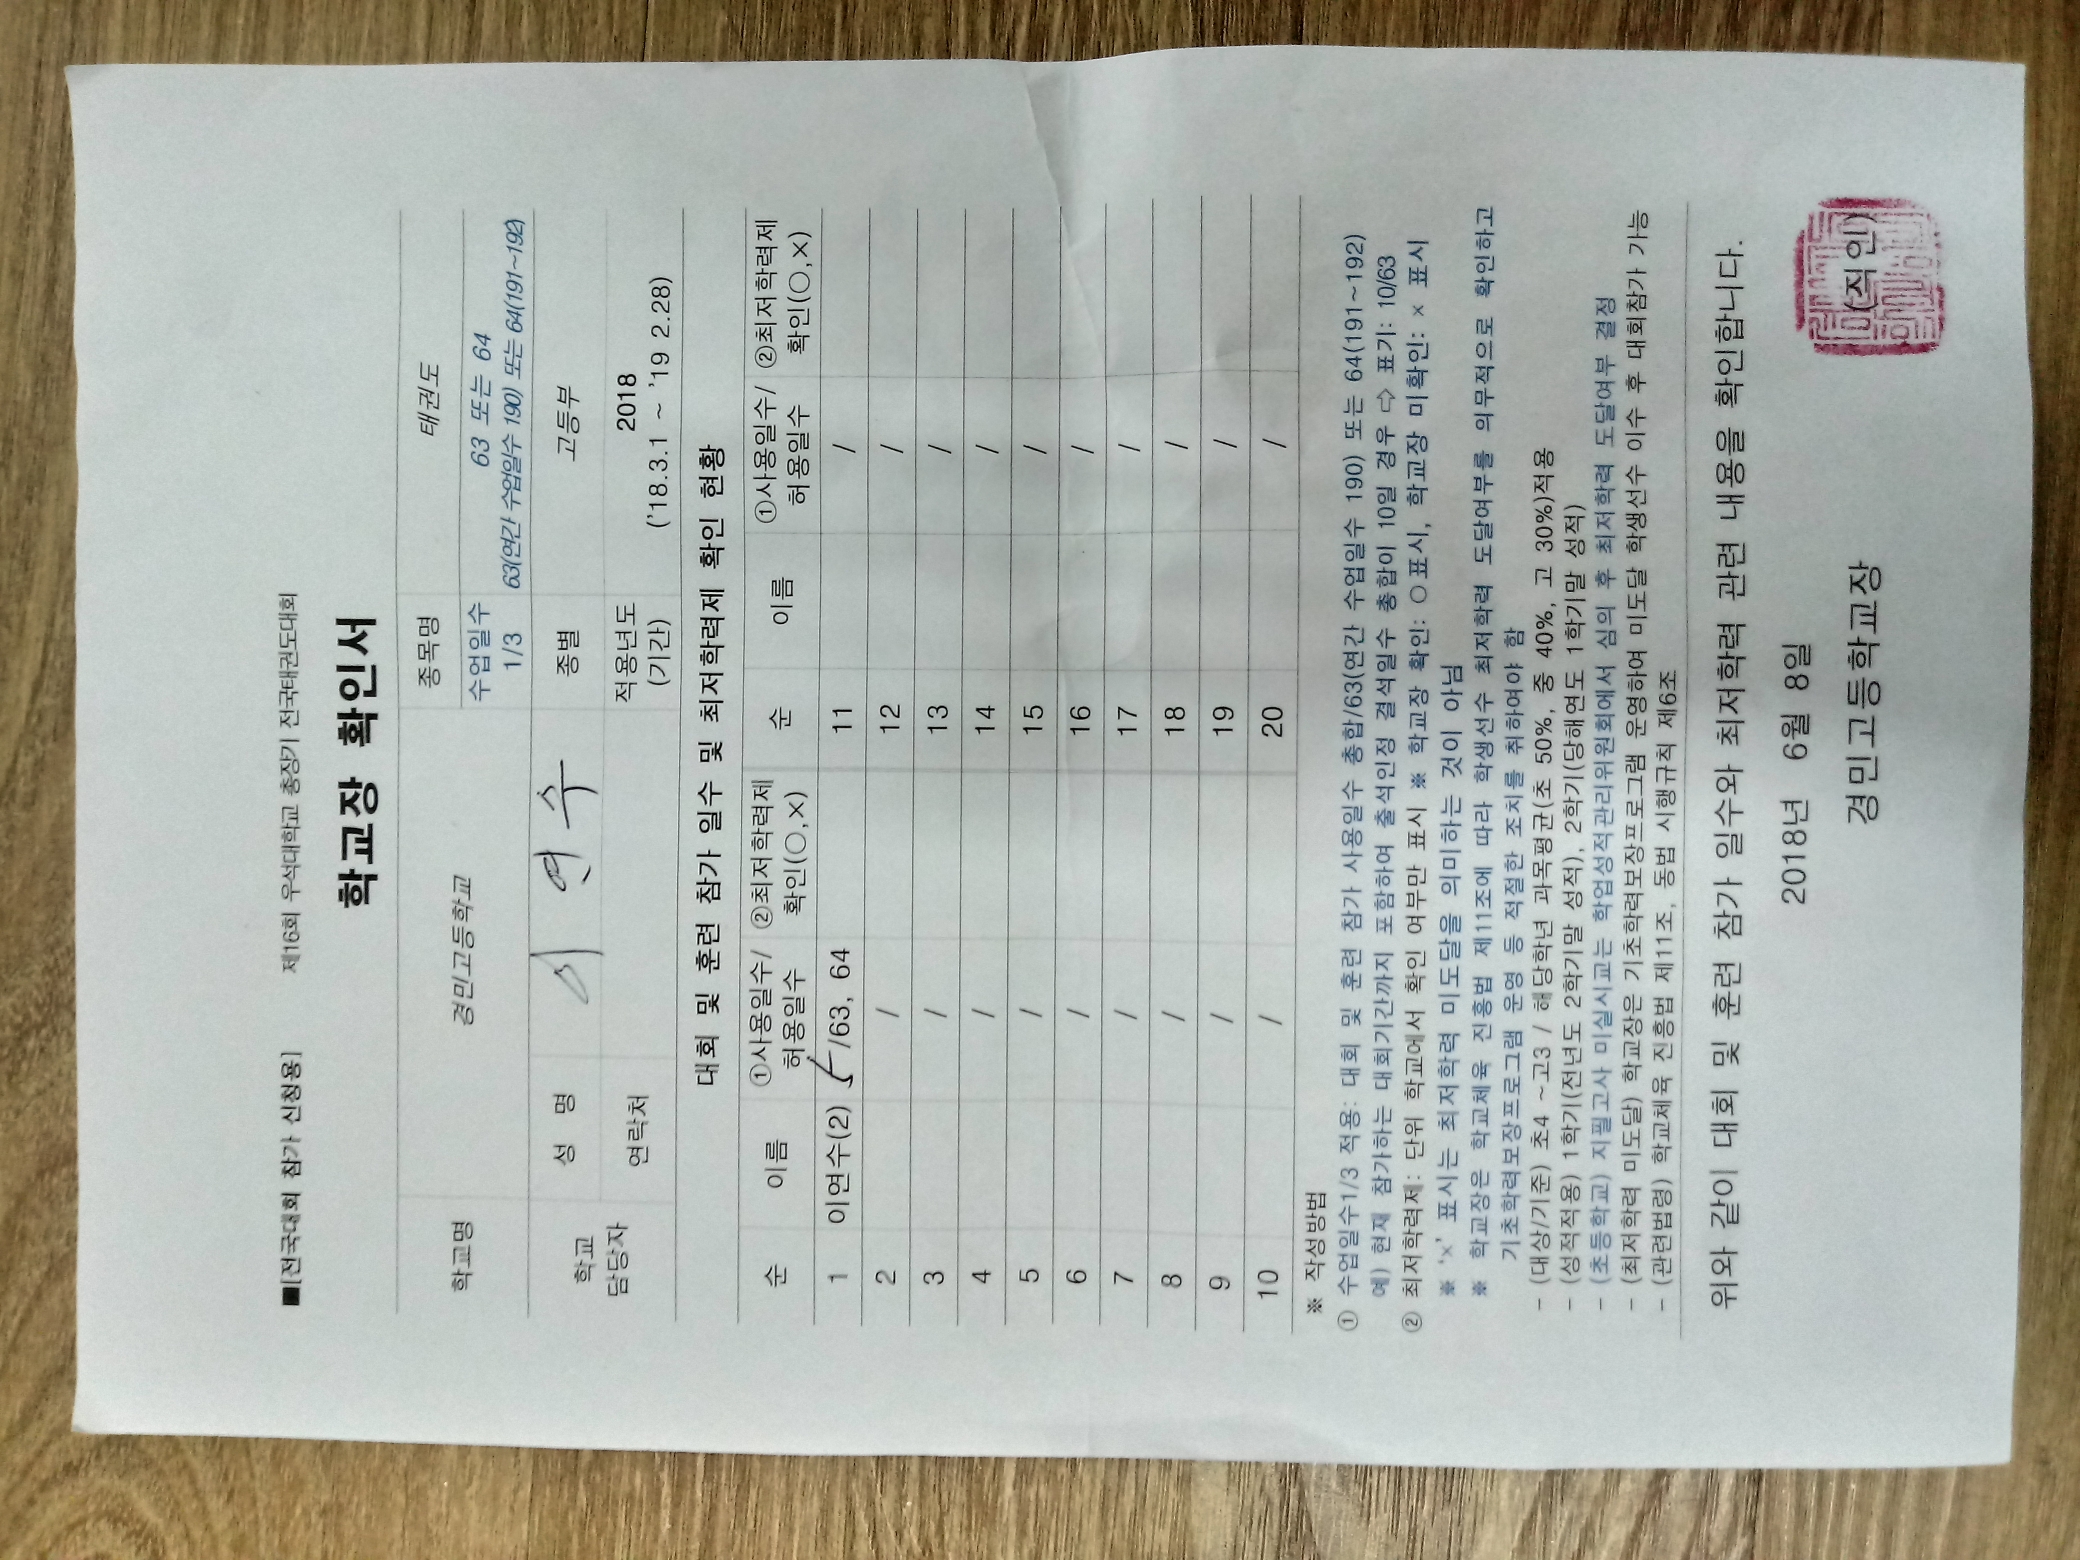 ■[전국대회 참가 신청용] 제16회 우석대학교 총장기 전국태권도대회
학교장 확인서
학교명 경민고등학교 종목명 태권도
수업일수 1/3 63 또는 64
63(연간 수업일수 190) 또는 64(191~192)
학교 담당자 성 명 이연수 종별 고등부
연락처 적용년도 (기간) 2018
('18.3.1 ~ '19 2.28)
대회 및 훈련 참가 일수 및 최저학력제 확인 현황
순 이름 ①사용일수/허용일수 ②최저학력제 확인(○,×) 순 이름 ①사용일수/허용일수 ②최저학력제 확인(○,×)
1 이연수(2) 5/63, 64 11 /
2 / 12 /
3 / 13 /
4 / 14 /
5 / 15 /
6 / 16 /
7 / 17 /
8 / 18 /
9 / 19 /
10 / 20 /
※ 작성방법
① 수업일수1/3 적용: 대회 및 훈련 참가 사용일수 총합/63(연간 수업일수 190) 또는 64(191~192)
예) 현재 참가하는 대회기간까지 포함하여 출석인정 결석일수 총합이 10일 경우 ⇨ 표기: 10/63
② 최저학력제: 단위 학교에서 확인 여부만 표시 ※ 학교장 확인: ○표시, 학교장 미확인: × 표시
※ '×' 표시는 최저학력 미도달을 의미하는 것이 아님
※ 학교장은 학교체육 진흥법 제11조에 따라 학생선수 최저학력 도달여부를 의무적으로 확인하고
기초학력보장프로그램 운영 등 적절한 조치를 취하여야 함
- (대상/기준) 초4 ~고3 / 해당학년 과목평균(초 50%, 중 40%, 고 30%)적용
- (성적적용) 1학기(전년도 2학기말 성적), 2학기(당해연도 1학기말 성적)
- (초등학교) 지필고사 미실시교는 학업성적관리위원회에서 심의 후 최저학력 도달여부 결정
- (최저학력 미도달) 학교장은 기초학력보장프로그램 운영하여 미도달 학생선수 이수 후 대회참가 가능
- (관련법령) 학교체육 진흥법 제11조, 동법 시행규칙 제6조
위와 같이 대회 및 훈련 참가 일수와 최저학력 관련 내용을 확인합니다.
2018년 6월 8일
경민고등학교장 (직인)